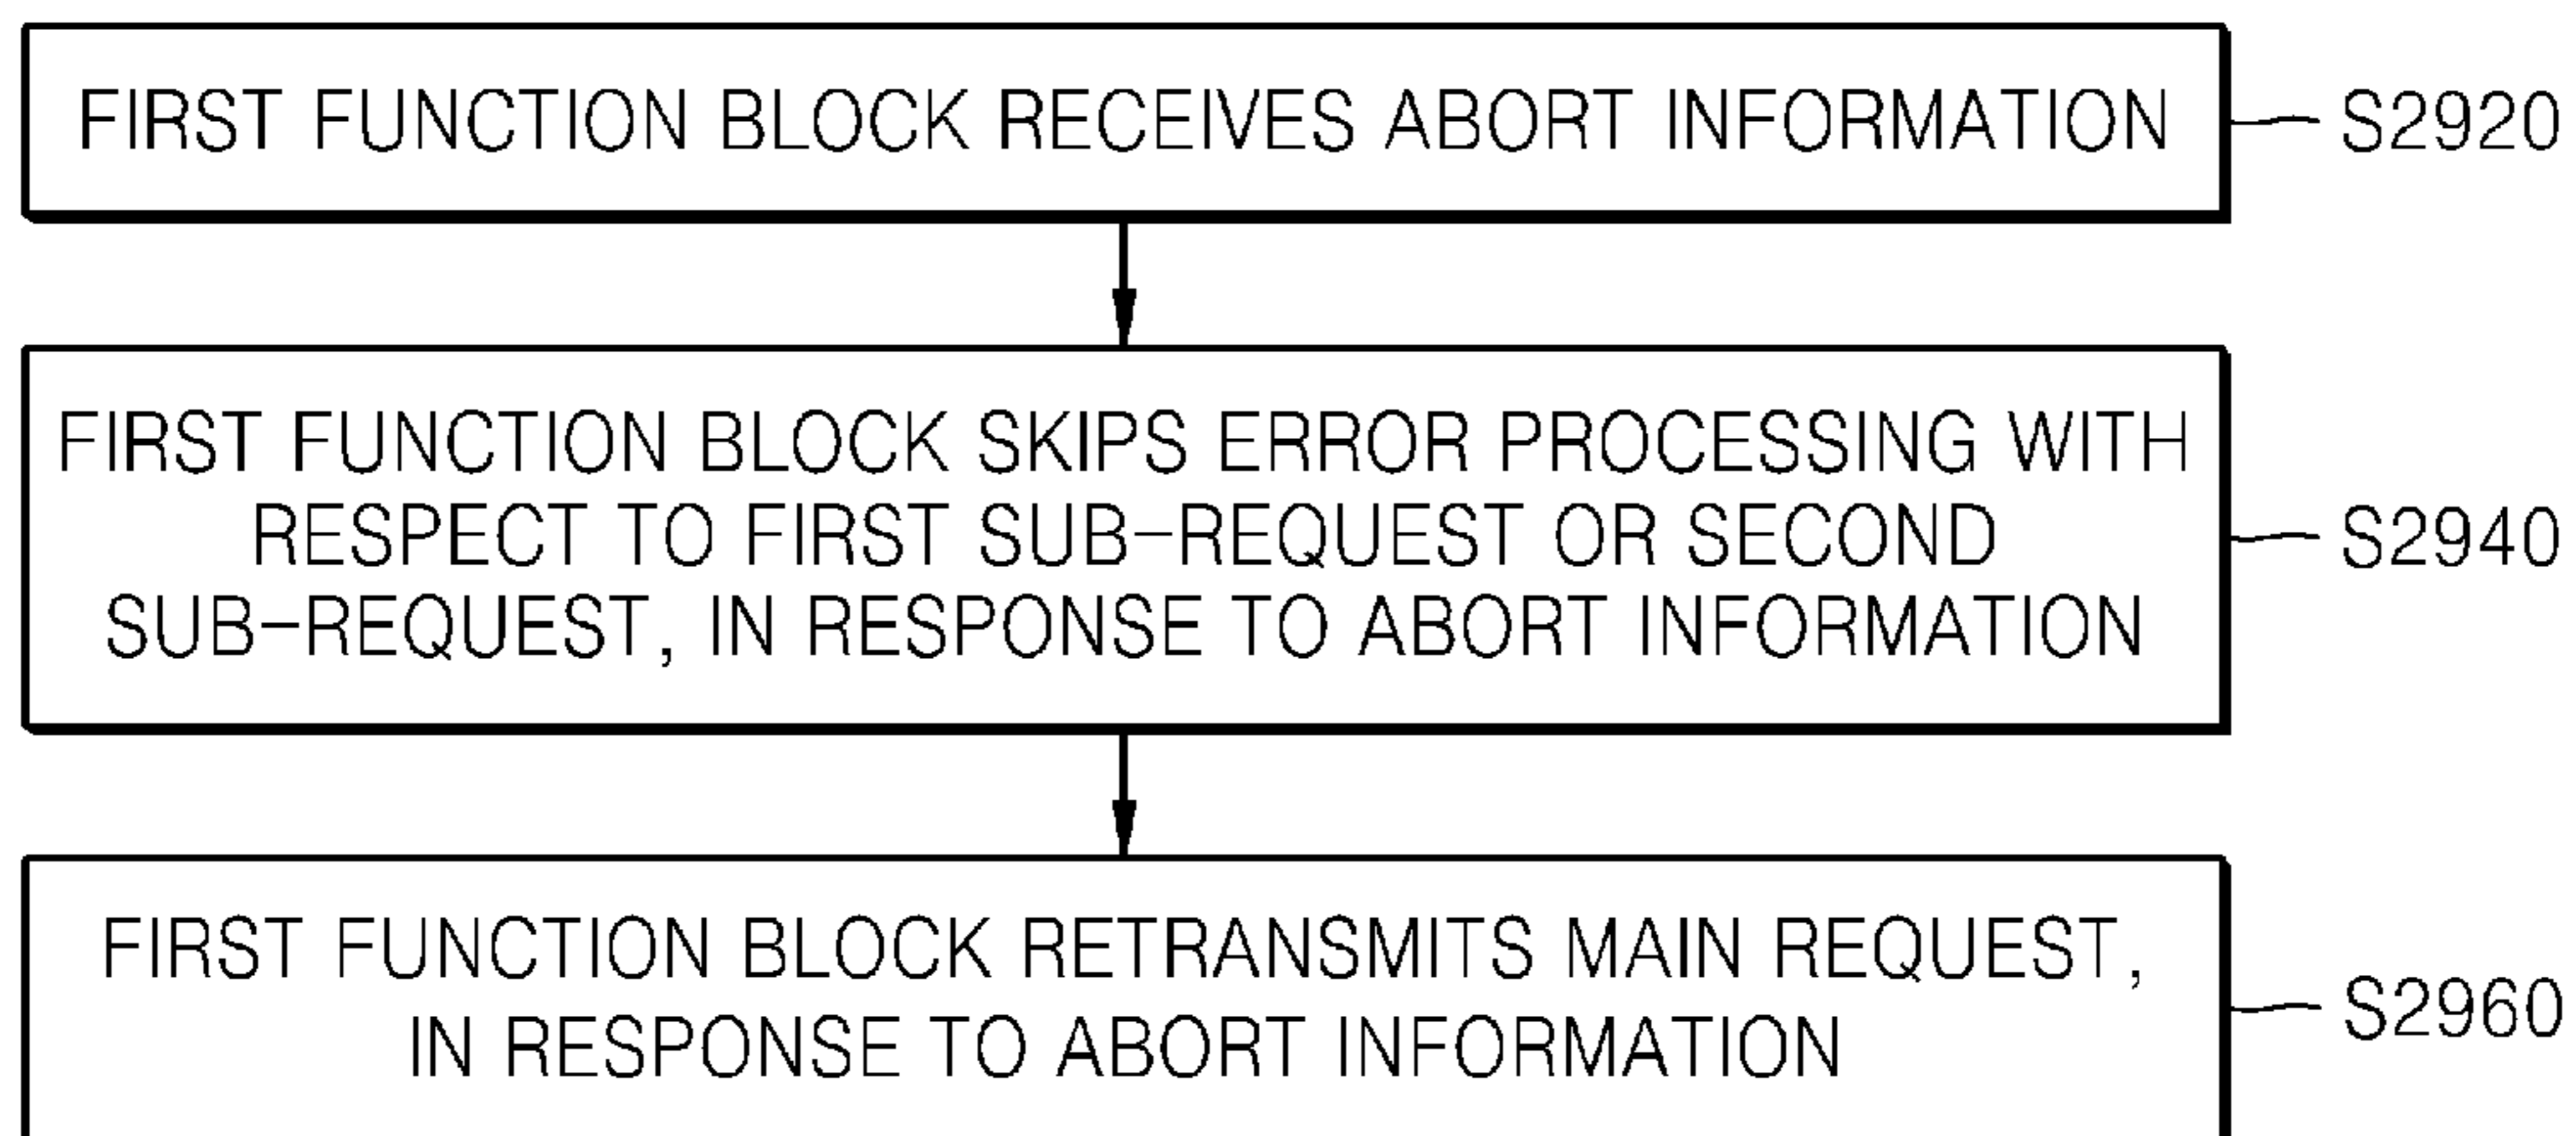 FIRST FUNCTION BLOCK RECEIVES ABORT INFORMATION
S2920
FIRST FUNCTION BLOCK SKIPS ERROR PROCESSING WITH
RESPECT TO FIRST SUB-REQUEST OR SECOND
SUB-REQUEST, IN RESPONSE TO ABORT INFORMATION
S2940
FIRST FUNCTION BLOCK RETRANSMITS MAIN REQUEST,
IN RESPONSE TO ABORT INFORMATION
S2960